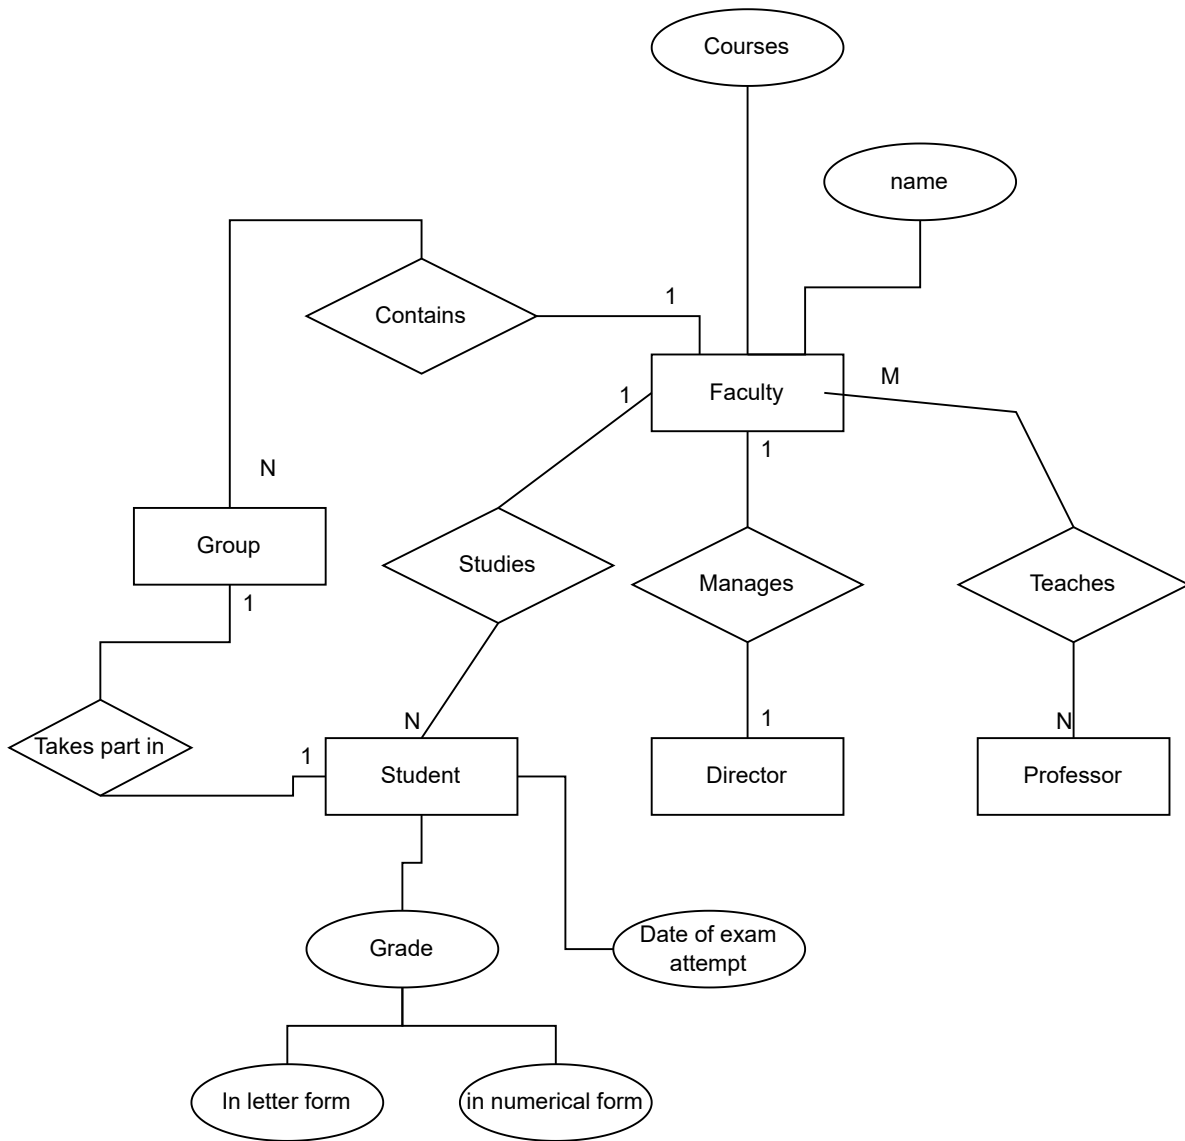 Courses
name
Contains
1
1
Faculty
M
1
N
Group
1
Studies
Manages
Teaches
N
1
N
Takes part in
1
Student
Director
Professor
Grade
Date of exam
attempt
In letter form
in numerical form